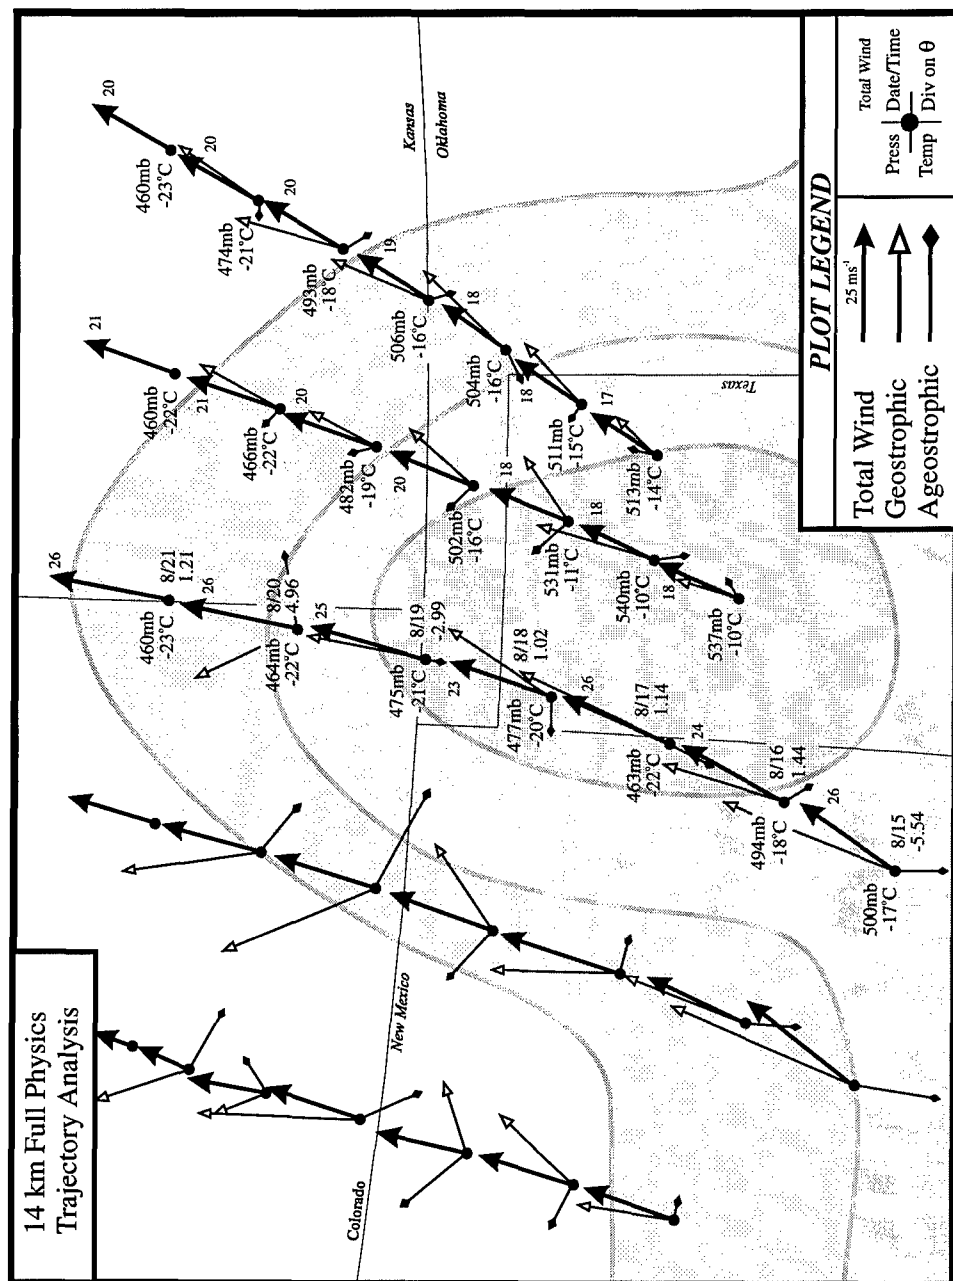 14 km Full Physics
Trajectory Analysis
20
20
460mb
-23°C
20
474mb
-21°C
19
493mb
-18°C
Kansas
Oklahoma
18
506mb
-16°C
504mb
-16°C
18
17
511mb
-15°C
513mb
-14°C
Texas
21
460mb
-22°C
21
466mb
-22°C
20
482mb
-19°C
20
502mb
-16°C
18
531mb
-11°C
18
540mb
-10°C
18
537mb
-10°C
26
8/21
1.21
460mb
-23°C
26
8/20
-4.96
464mb
-22°C
25
8/19
-2.99
475mb
-21°C
23
8/18
1.02
477mb
-20°C
26
8/17
1.14
463mb
-22°C
24
8/16
1.44
494mb
-18°C
26
8/15
-5.54
500mb
-17°C
New Mexico
Colorado
PLOT LEGEND
25 ms⁻¹
Total Wind
Geostrophic
Ageostrophic
Total Wind
Press
Date/Time
Temp
Div on θ